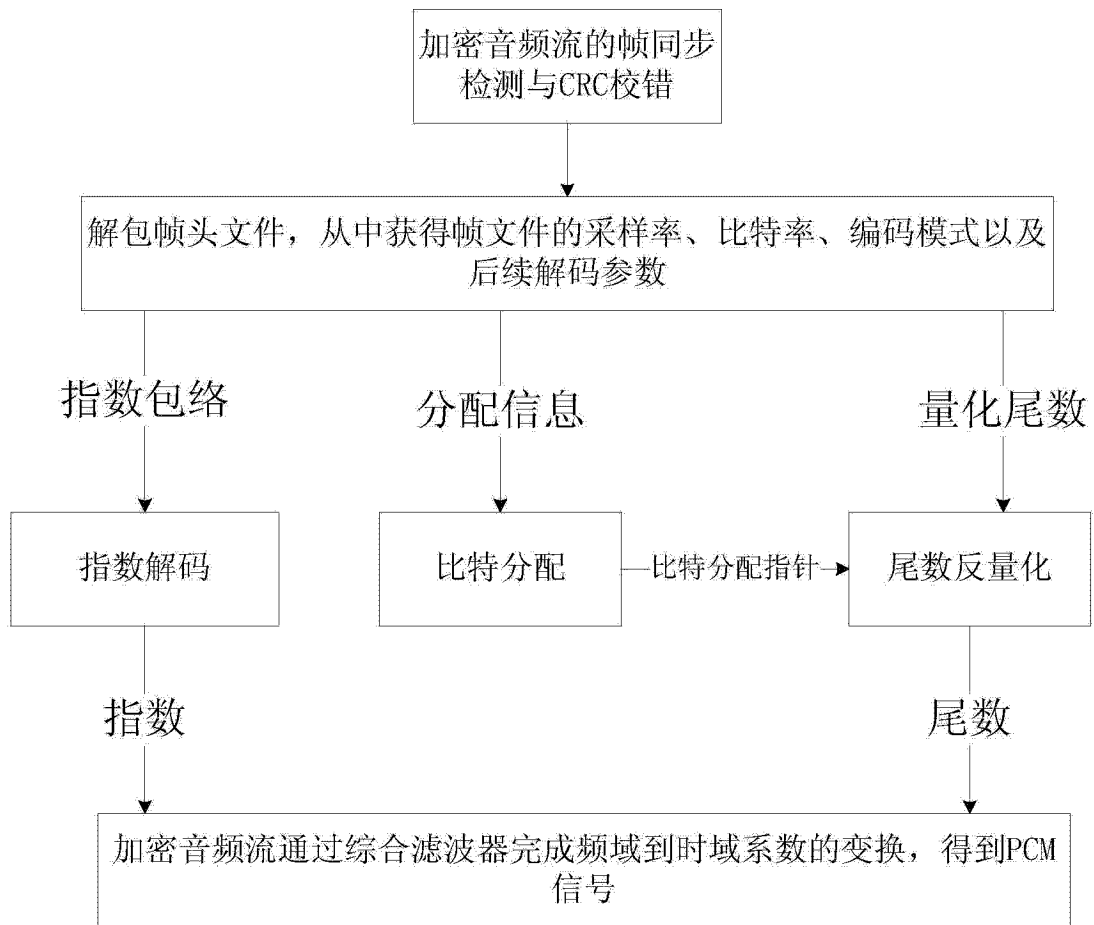 加密音频流的帧同步
检测与CRC校错
解包帧头文件，从中获得帧文件的采样率、比特率、编码模式以及
后续解码参数
指数包络
分配信息
量化尾数
指数解码
比特分配
比特分配指针
尾数反量化
指数
尾数
加密音频流通过综合滤波器完成频域到时域系数的变换，得到PCM
信号